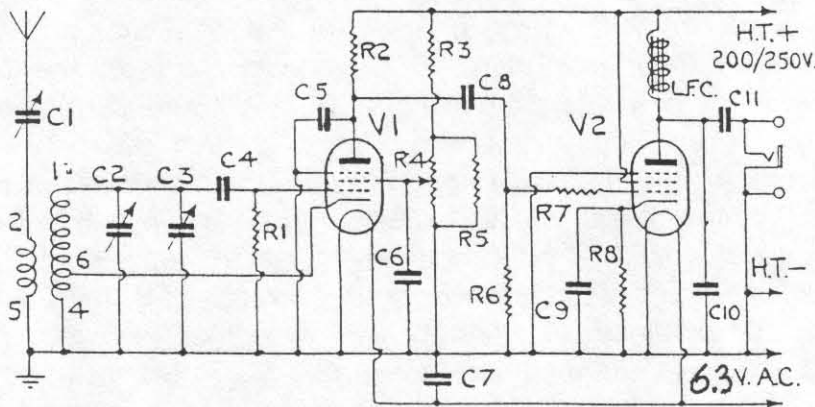 C1
2
5
1
6
4
C2
C3
C4
R1
C5
V1
R2
R3
R4
R5
C6
C7
C8
R6
R7
V2
C9
R8
L.F.C.
C11
C10
H.T.+
200/250V.
H.T.-
6.3V. A.C.